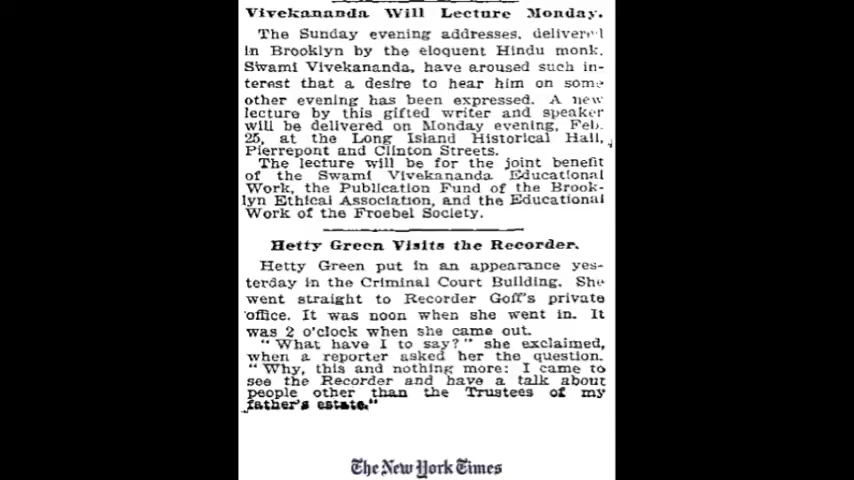 Vivekananda Will Lecture Monday.
The Sunday evening addresses, delivered
in Brooklyn by the eloquent Hindu monk.
Swami Vivekananda, have aroused such in-
terest that a desire to hear him on some
other evening has been expressed. A new
lecture by this gifted writer and speaker
will be delivered on Monday evening, Feb.
25, at the Long Island Historical Hall,
Pierrepont and Clinton Streets.
The lecture will be for the joint benefit
of the Swami Vivekananda Educational
Work, the Publication Fund of the Brook-
lyn Ethical Association, and the Educational
Work of the Froebel Society.
Hetty Green Visits the Recorder.
Hetty Green put in an appearance yes-
terday in the Criminal Court Building. She
went straight to Recorder Goff's private
office. It was noon when she went in. It
was 2 o'clock when she came out.
"What have I to say?" she exclaimed,
when a reporter asked her the question.
"Why, this and nothing more: I came to
see the Recorder and have a talk about
people other than the Trustees of my
father's estate."
The New York Times